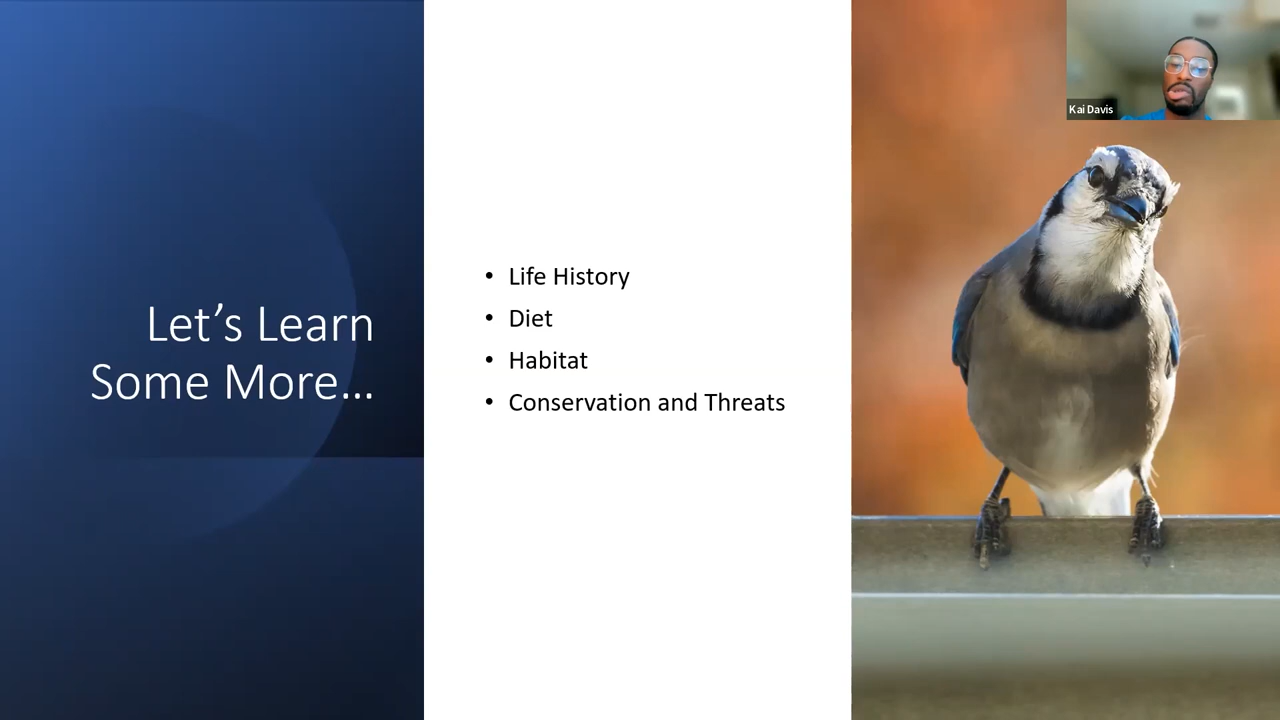 Let’s Learn
Some More…
• Life History
• Diet
• Habitat
• Conservation and Threats
Kai Davis